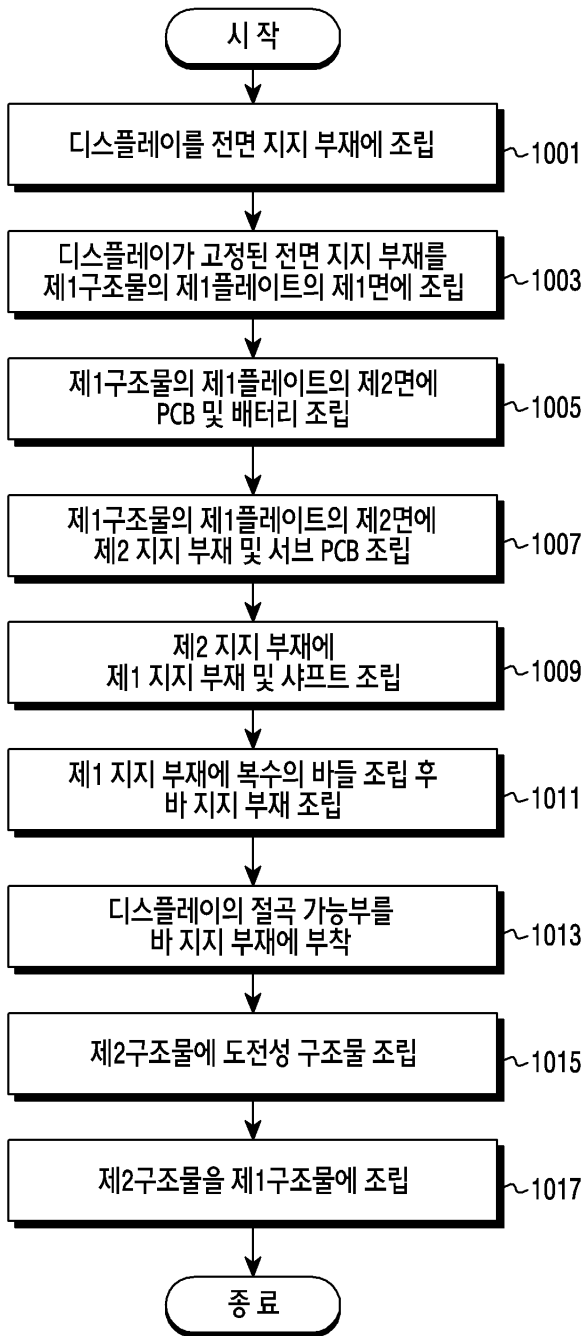 시 작
디스플레이를 전면 지지 부재에 조립
1001
디스플레이가 고정된 전면 지지 부재를
제1구조물의 제1플레이트의 제1면에 조립
1003
제1구조물의 제1플레이트의 제2면에
PCB 및 배터리 조립
1005
제1구조물의 제1플레이트의 제2면에
제2 지지 부재 및 서브 PCB 조립
1007
제2 지지 부재에
제1 지지 부재 및 샤프트 조립
1009
제1 지지 부재에 복수의 바들 조립 후
바 지지 부재 조립
1011
디스플레이의 절곡 가능부를
바 지지 부재에 부착
1013
제2구조물에 도전성 구조물 조립
1015
제2구조물을 제1구조물에 조립
1017
종 료